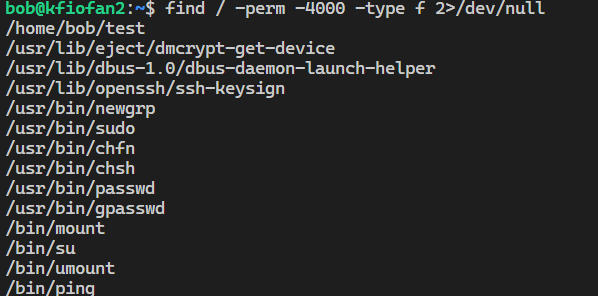 bob@kfiofan2:~$ find / -perm -4000 -type f 2>/dev/null
/home/bob/test
/usr/lib/eject/dmcrypt-get-device
/usr/lib/dbus-1.0/dbus-daemon-launch-helper
/usr/lib/openssh/ssh-keysign
/usr/bin/newgrp
/usr/bin/sudo
/usr/bin/chfn
/usr/bin/chsh
/usr/bin/passwd
/usr/bin/gpasswd
/bin/mount
/bin/su
/bin/umount
/bin/ping